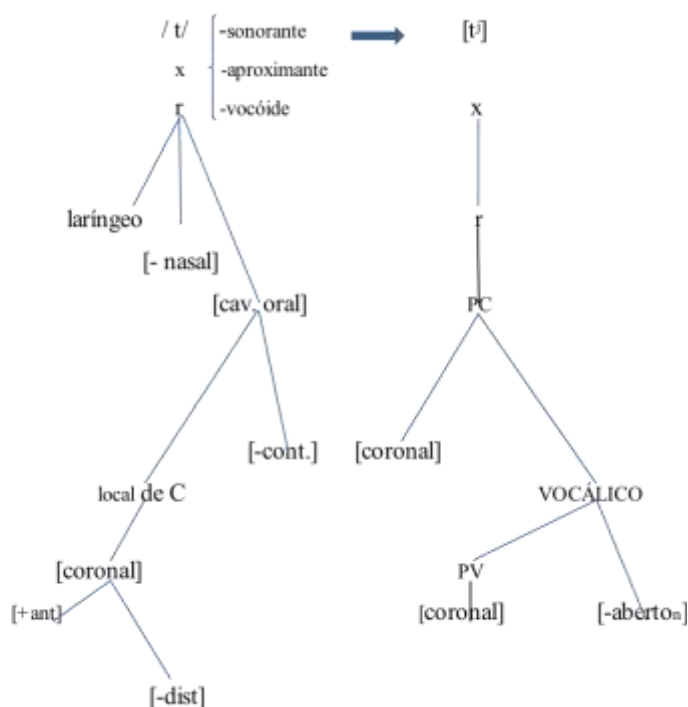 / t/ -sonorante [tʲ]
x -aproximante
r -vocóide x
laríngeo r
[- nasal]
[cav. oral] PC
[-cont.] [coronal]
local de C VOCÁLICO
[coronal] PV
[+ant] [coronal] [-abertoₙ]
[-dist]